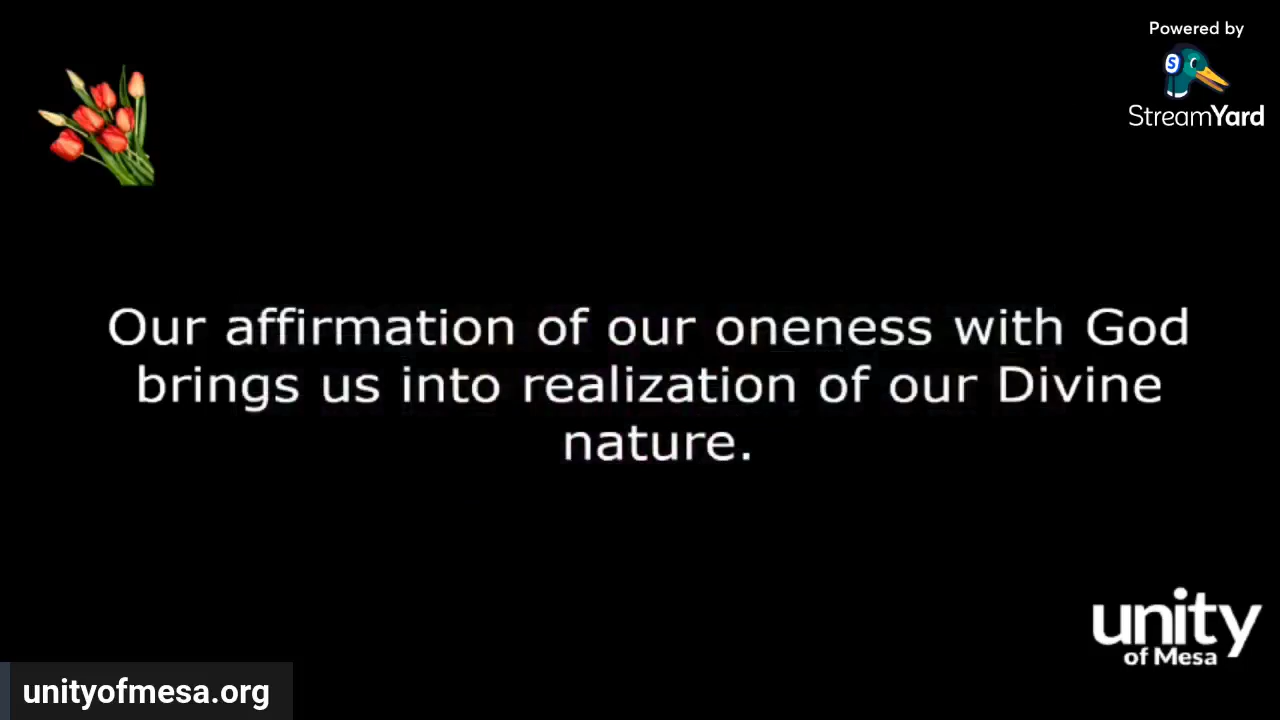 Powered by
StreamYard
Our affirmation of our oneness with God
brings us into realization of our Divine
nature.
unity
of Mesa
unityofmesa.org